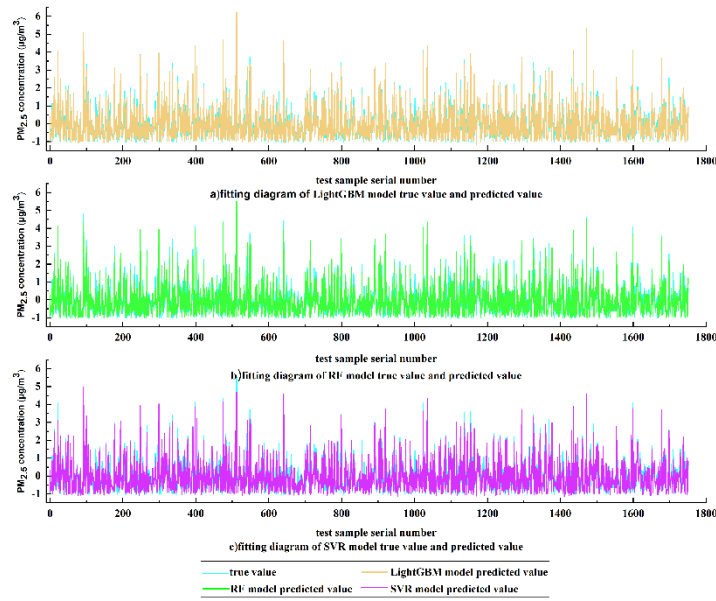 PM2.5 concentration (μg/m³)
6
5
4
3
2
1
0
-1
0 200 400 600 800 1000 1200 1400 1600 1800
test sample serial number
a)fitting diagram of LightGBM model true value and predicted value
PM2.5 concentration (μg/m³)
6
5
4
3
2
1
0
-1
0 200 400 600 800 1000 1200 1400 1600 1800
test sample serial number
b)fitting diagram of RF model true value and predicted value
PM2.5 concentration (μg/m³)
6
5
4
3
2
1
0
-1
0 200 400 600 800 1000 1200 1400 1600 1800
test sample serial number
c)fitting diagram of SVR model true value and predicted value
true value LightGBM model predicted value
RF model predicted value SVR model predicted value